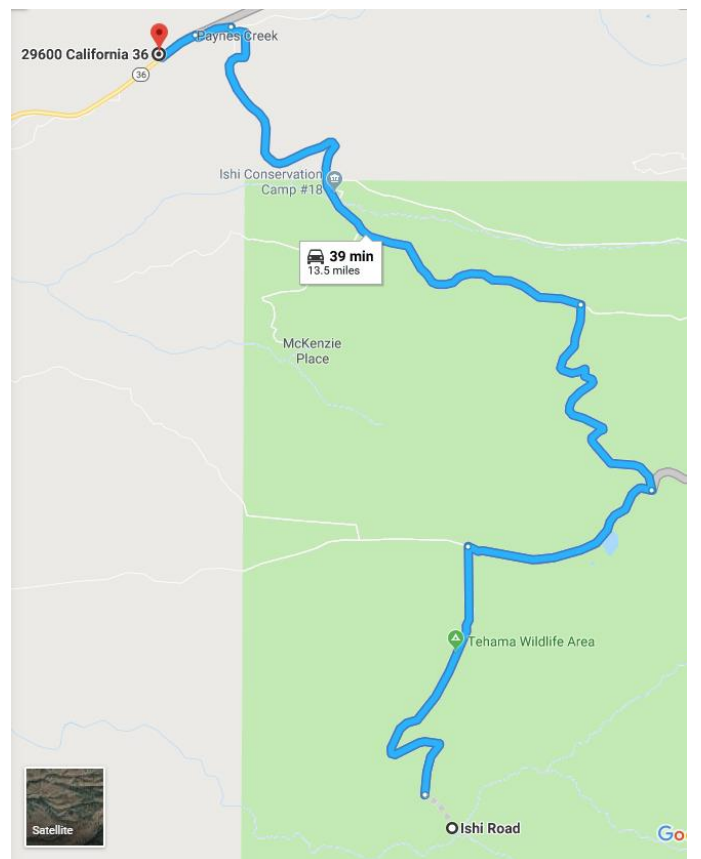 Paynes Creek
29600 California 36
36
Ishi Conservation
Camp #18
39 min
13.5 miles
McKenzie
Place
Tehama Wildlife Area
Ishi Road
Satellite
Goo